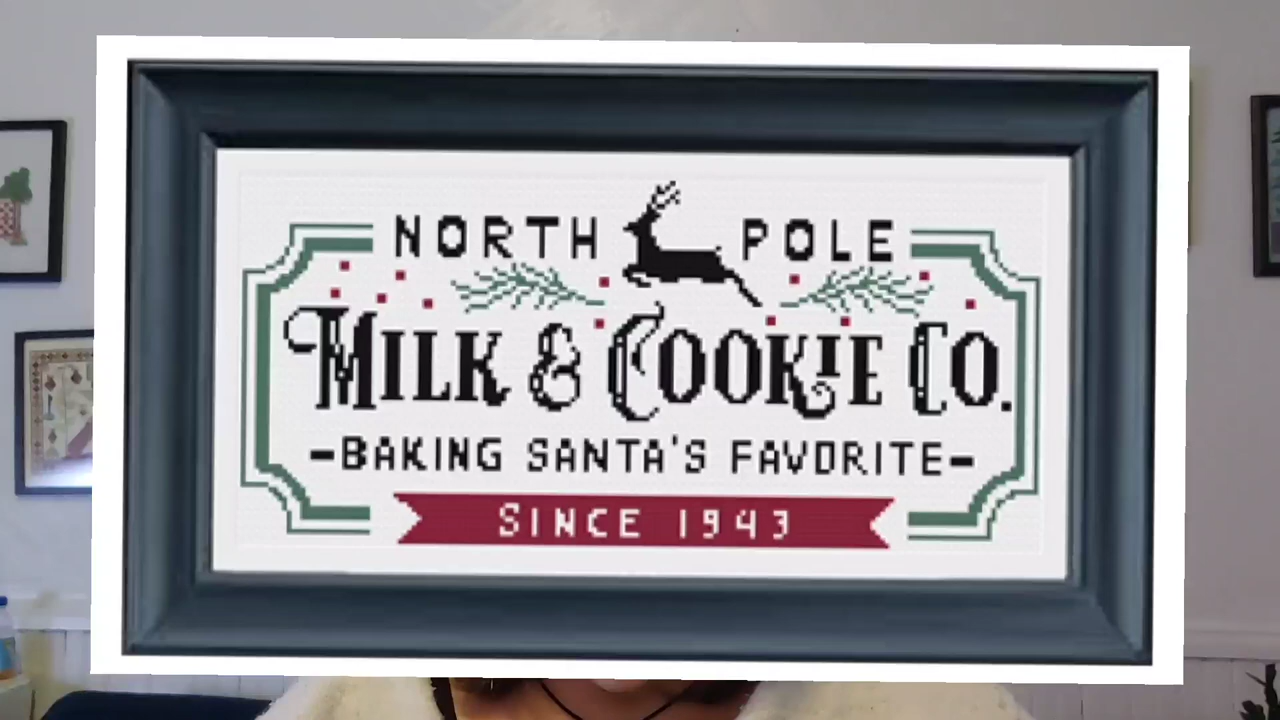 NORTH POLE
MILK & COOKIE CO.
-BAKING SANTA'S FAVORITE-
SINCE 1943